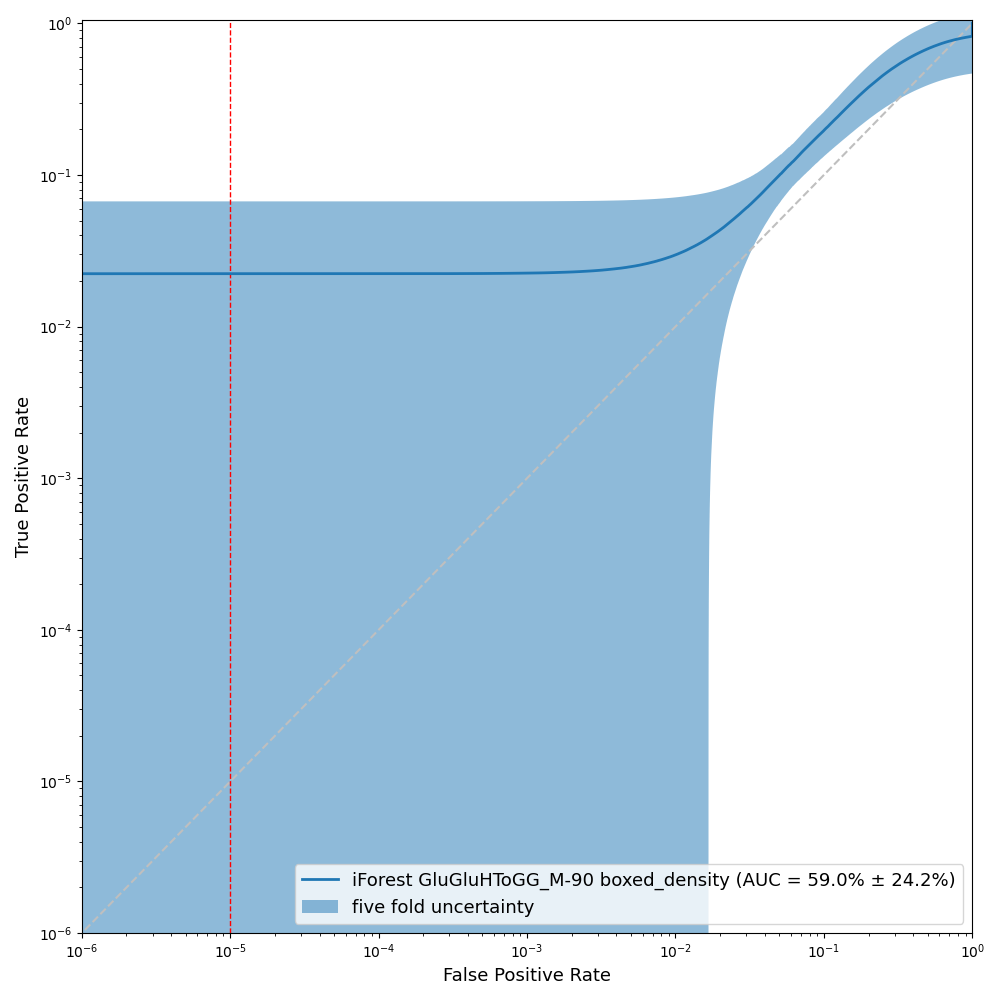 10⁰
10⁻¹
10⁻²
10⁻³
10⁻⁴
10⁻⁵
10⁻⁶
True Positive Rate
iForest GluGluHToGG_M-90 boxed_density (AUC = 59.0% ± 24.2%)
five fold uncertainty
10⁻⁶ 10⁻⁵ 10⁻⁴ 10⁻³ 10⁻² 10⁻¹ 10⁰
False Positive Rate